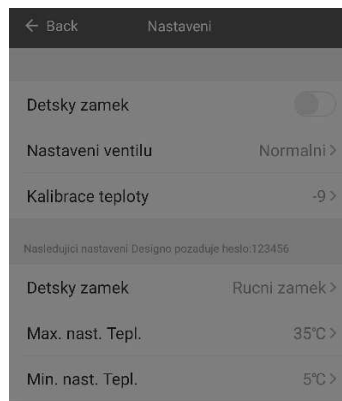 ← Back Nastaveni
Detsky zamek
Nastaveni ventilu Normalni >
Kalibrace teploty -9 >
Nasledujici nastaveni Designo pozaduje heslo:123456
Detsky zamek Rucni zamek >
Max. nast. Tepl. 35℃ >
Min. nast. Tepl. 5℃ >